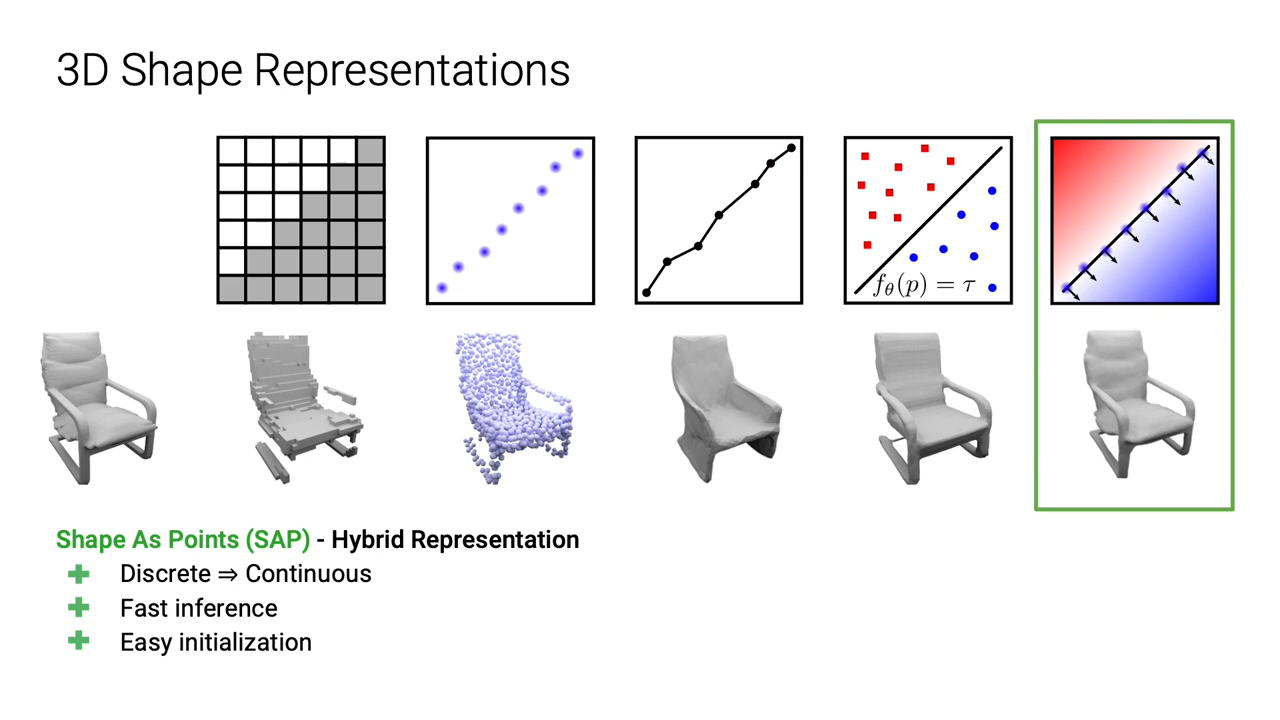 3D Shape Representations
f_θ(p) = τ
Shape As Points (SAP) - Hybrid Representation
Discrete ⇒ Continuous
Fast inference
Easy initialization